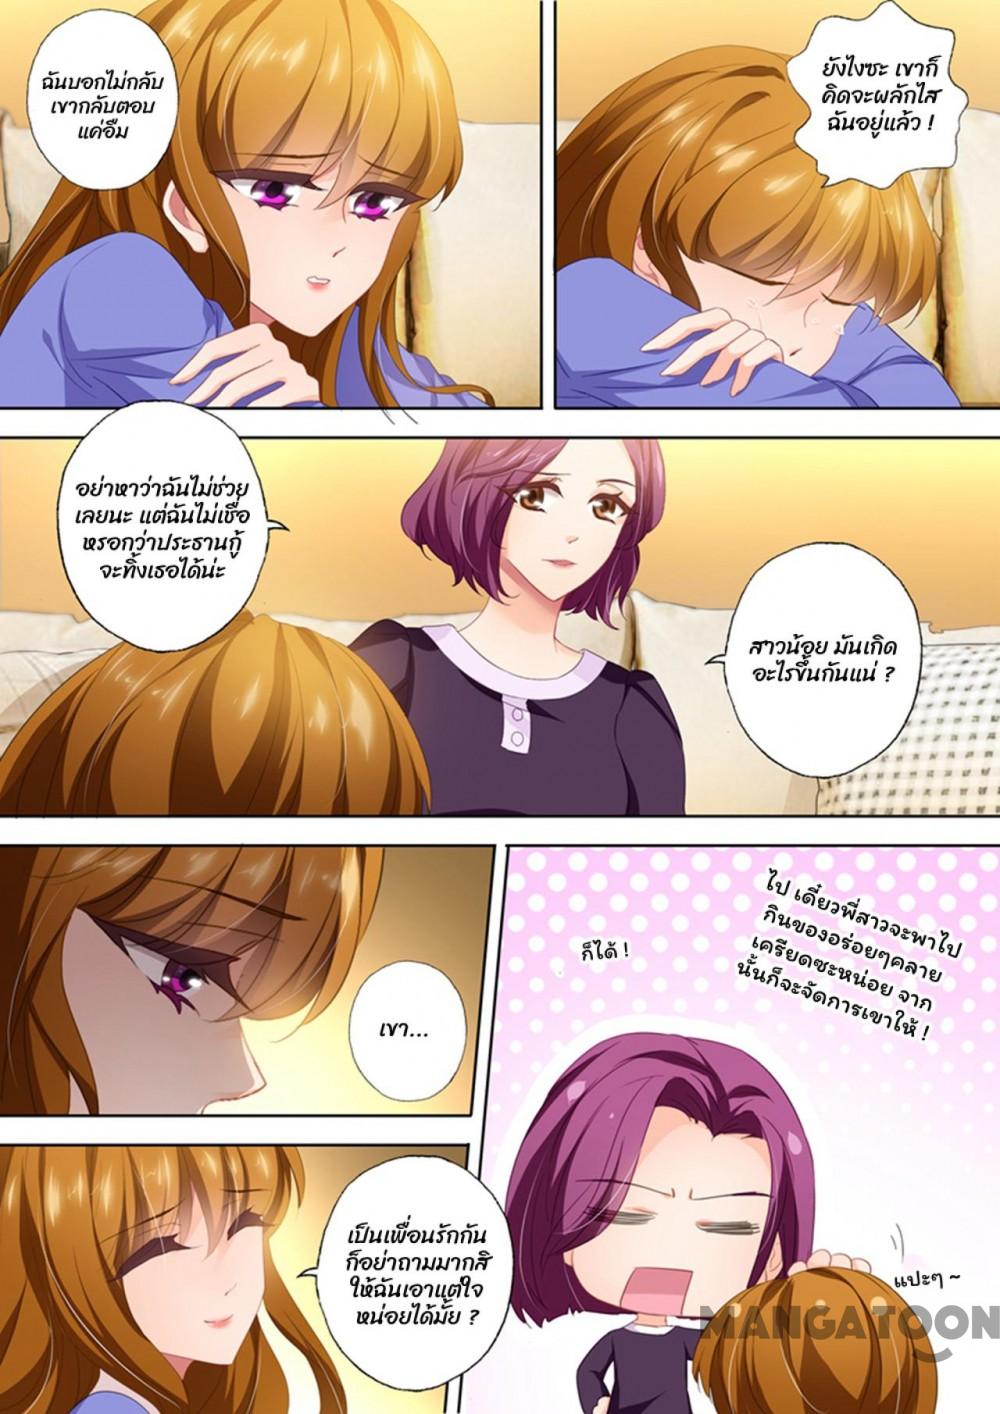 ฉันบอกไม่กลับ
เขากลับตอบ
แค่อืม
ยังไงซะ เขาก็
คิดจะผลักไส
ฉันอยู่แล้ว !
อย่าหาว่าฉันไม่ช่วย
เลยนะ แต่ฉันไม่เชื่อ
หรอกว่าประธานกู้
จะทิ้งเธอได้น่ะ
สาวน้อย มันเกิด
อะไรขึ้นกันแน่ ?
เขา...
ไป เดี๋ยวพี่สาวจะพาไป
กินของอร่อยๆคลาย
เครียดซะหน่อย จาก
นั้นก็จะจัดการเขาให้ !
ก็ได้ !
เป็นเพื่อนรักกัน
ก็อย่าถามมากสิ
ให้ฉันเอาแต่ใจ
หน่อยได้มั้ย ?
แปะๆ ~
MANGATOON